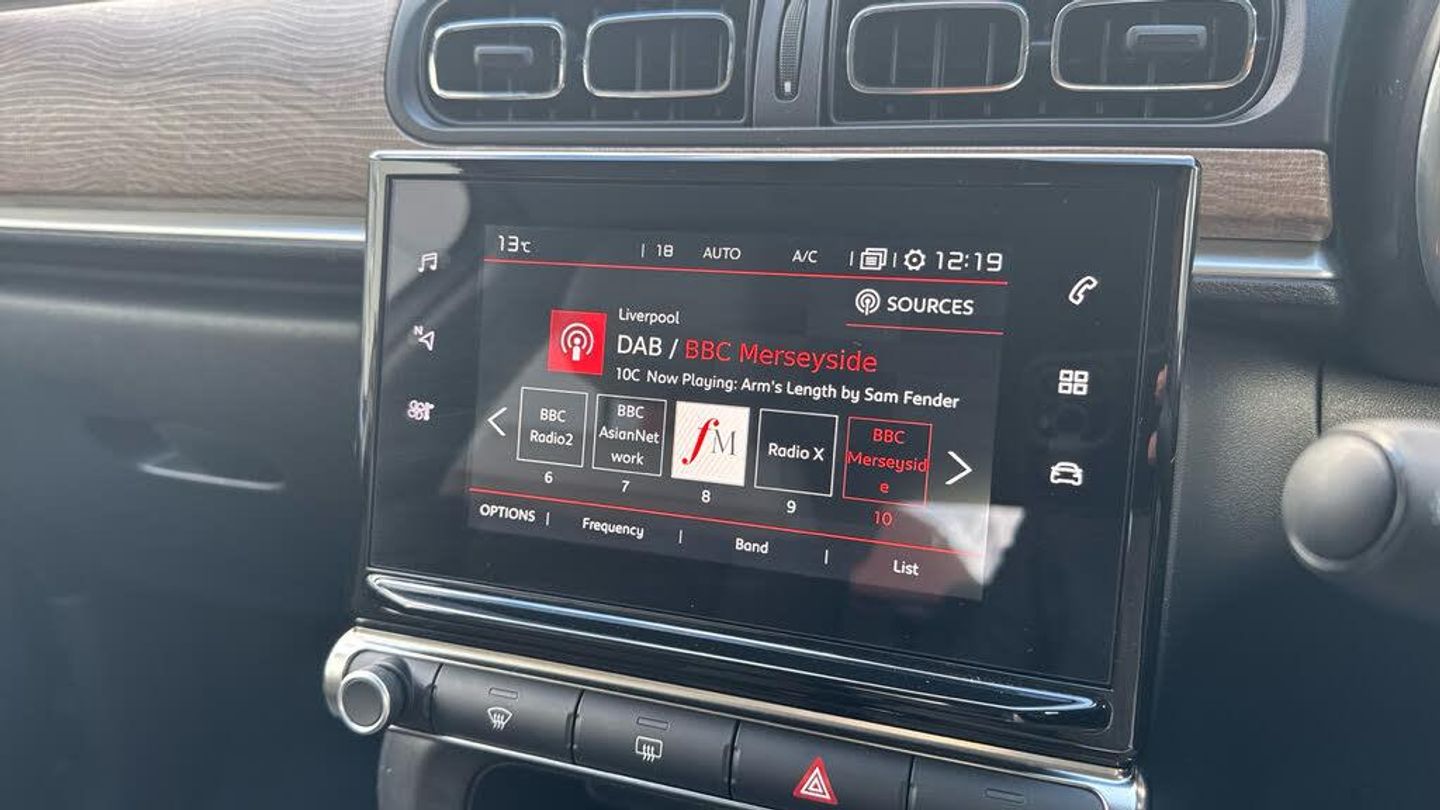 13℃ | 18 AUTO A/C | | 12:19
SOURCES
Liverpool
DAB / BBC Merseyside
10C Now Playing: Arm's Length by Sam Fender
BBC
Radio2
6
BBC
AsianNet
work
7
fM
8
Radio X
9
BBC
Merseysid
e
10
OPTIONS | Frequency | Band | List
N